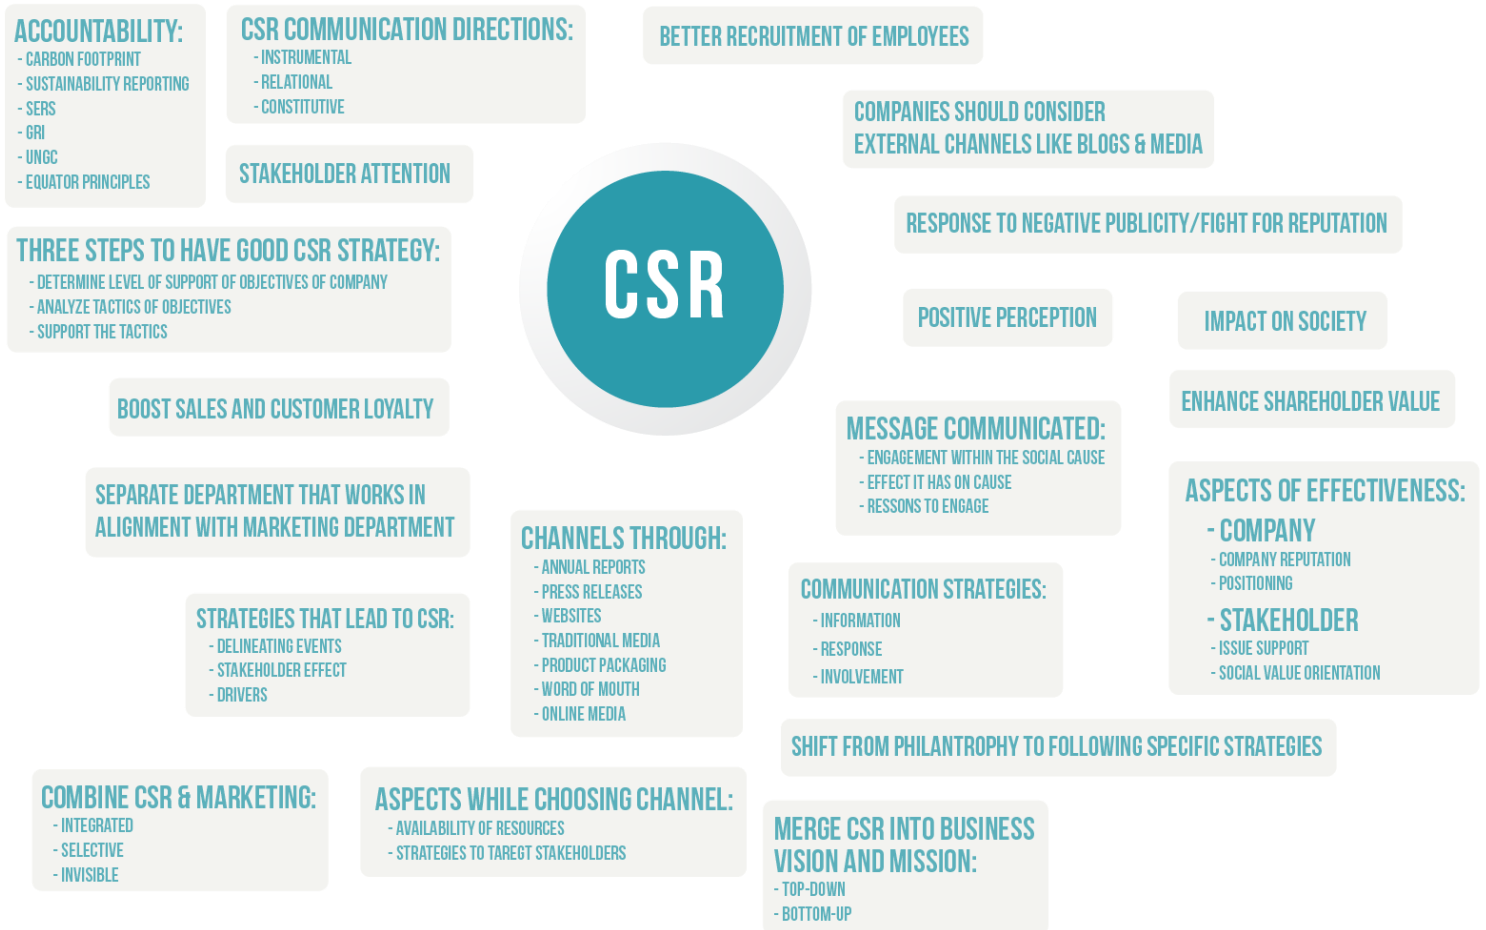 ACCOUNTABILITY:
- CARBON FOOTPRINT
- SUSTAINABILITY REPORTING
- SERS
- GRI
- UNGC
- EQUATOR PRINCIPLES
CSR COMMUNICATION DIRECTIONS:
- INSTRUMENTAL
- RELATIONAL
- CONSTITUTIVE
BETTER RECRUITMENT OF EMPLOYEES
COMPANIES SHOULD CONSIDER
EXTERNAL CHANNELS LIKE BLOGS & MEDIA
STAKEHOLDER ATTENTION
RESPONSE TO NEGATIVE PUBLICITY/FIGHT FOR REPUTATION
THREE STEPS TO HAVE GOOD CSR STRATEGY:
- DETERMINE LEVEL OF SUPPORT OF OBJECTIVES OF COMPANY
- ANALYZE TACTICS OF OBJECTIVES
- SUPPORT THE TACTICS
CSR
POSITIVE PERCEPTION
IMPACT ON SOCIETY
BOOST SALES AND CUSTOMER LOYALTY
ENHANCE SHAREHOLDER VALUE
MESSAGE COMMUNICATED:
- ENGAGEMENT WITHIN THE SOCIAL CAUSE
- EFFECT IT HAS ON CAUSE
- RESSONS TO ENGAGE
SEPARATE DEPARTMENT THAT WORKS IN
ALIGNMENT WITH MARKETING DEPARTMENT
ASPECTS OF EFFECTIVENESS:
- COMPANY
- COMPANY REPUTATION
- POSITIONING
- STAKEHOLDER
- ISSUE SUPPORT
- SOCIAL VALUE ORIENTATION
CHANNELS THROUGH:
- ANNUAL REPORTS
- PRESS RELEASES
- WEBSITES
- TRADITIONAL MEDIA
- PRODUCT PACKAGING
- WORD OF MOUTH
- ONLINE MEDIA
COMMUNICATION STRATEGIES:
- INFORMATION
- RESPONSE
- INVOLVEMENT
STRATEGIES THAT LEAD TO CSR:
- DELINEATING EVENTS
- STAKEHOLDER EFFECT
- DRIVERS
SHIFT FROM PHILANTROPHY TO FOLLOWING SPECIFIC STRATEGIES
COMBINE CSR & MARKETING:
- INTEGRATED
- SELECTIVE
- INVISIBLE
ASPECTS WHILE CHOOSING CHANNEL:
- AVAILABILITY OF RESOURCES
- STRATEGIES TO TAREGT STAKEHOLDERS
MERGE CSR INTO BUSINESS
VISION AND MISSION:
- TOP-DOWN
- BOTTOM-UP